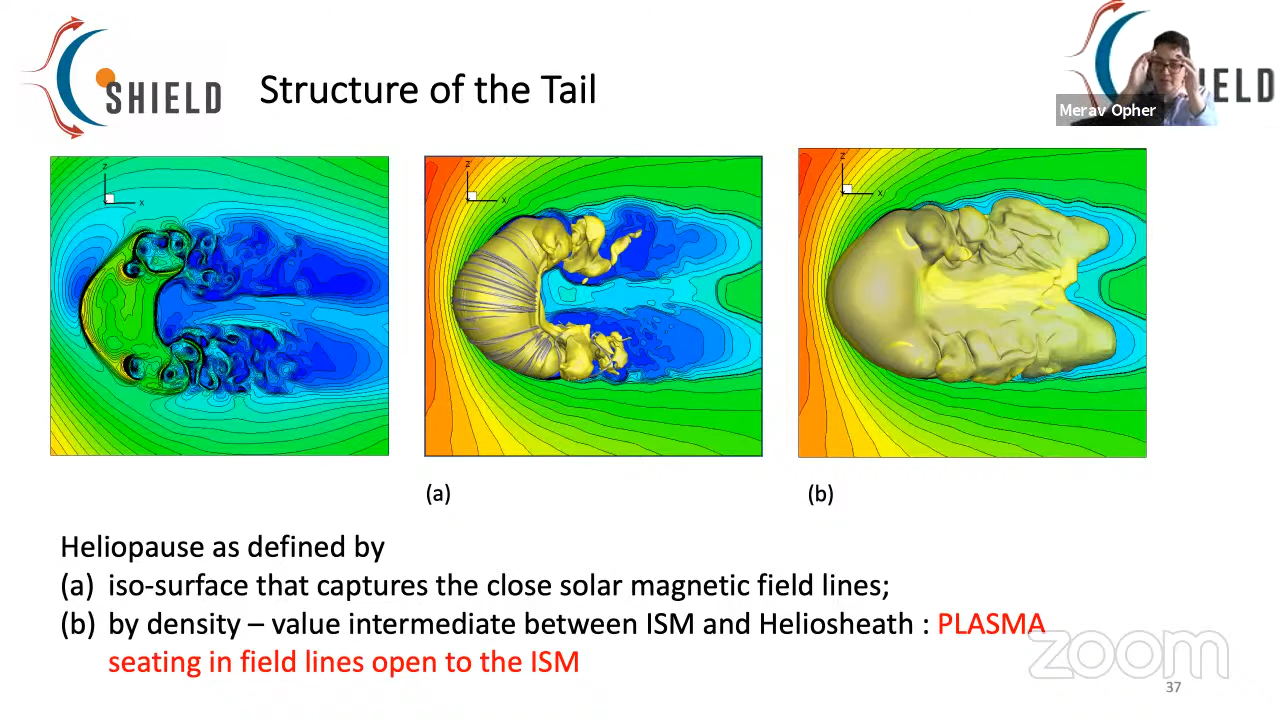 SHIELD
Structure of the Tail
IELD
Merav Opher
z
x
z
x
z
x
(a)
(b)
Heliopause as defined by
(a) iso-surface that captures the close solar magnetic field lines;
(b) by density – value intermediate between ISM and Heliosheath : PLASMA
seating in field lines open to the ISM
zoom
37